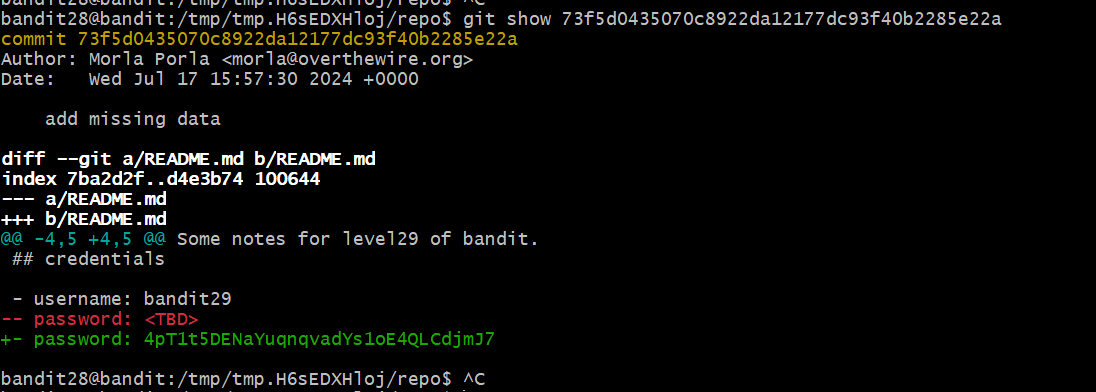 bandit28@bandit:/tmp/tmp.H6sEDXHloj/repo$ ^C
bandit28@bandit:/tmp/tmp.H6sEDXHloj/repo$ git show 73f5d0435070c8922da12177dc93f40b2285e22a
commit 73f5d0435070c8922da12177dc93f40b2285e22a
Author: Morla Porla <morla@overthewire.org>
Date:   Wed Jul 17 15:57:30 2024 +0000
    add missing data
diff --git a/README.md b/README.md
index 7ba2d2f..d4e3b74 100644
--- a/README.md
+++ b/README.md
@@ -4,5 +4,5 @@ Some notes for level29 of bandit.
 ## credentials
 - username: bandit29
-- password: <TBD>
+- password: 4pT1t5DENaYuqnqvadYs1oE4QLCdjmJ7
bandit28@bandit:/tmp/tmp.H6sEDXHloj/repo$ ^C